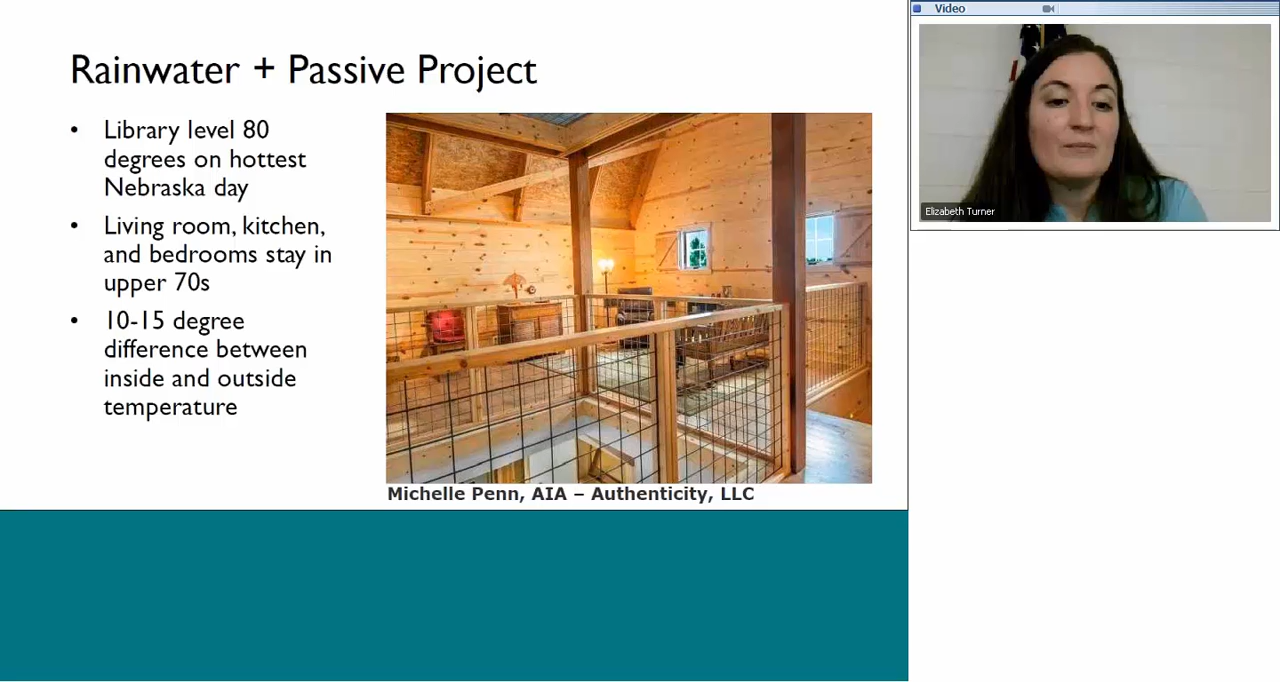 Rainwater + Passive Project
• Library level 80
degrees on hottest
Nebraska day
• Living room, kitchen,
and bedrooms stay in
upper 70s
• 10-15 degree
difference between
inside and outside
temperature
Michelle Penn, AIA – Authenticity, LLC
Video
Elizabeth Turner